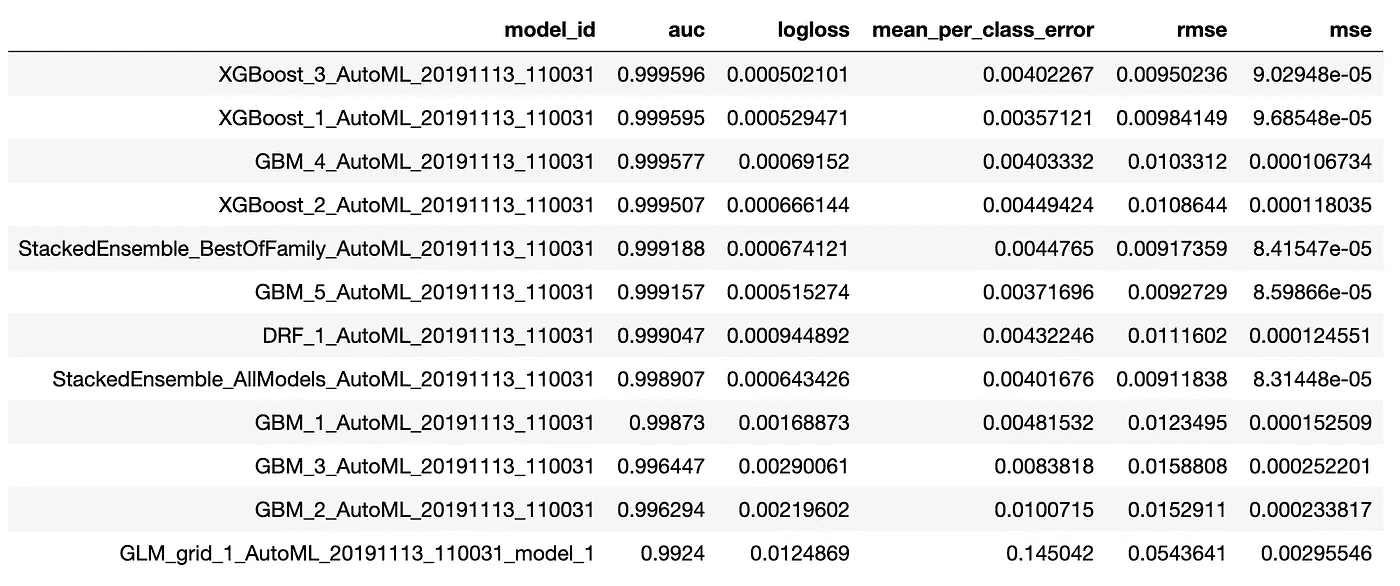 model_id auc logloss mean_per_class_error rmse mse
XGBoost_3_AutoML_20191113_110031 0.999596 0.000502101 0.00402267 0.00950236 9.02948e-05
XGBoost_1_AutoML_20191113_110031 0.999595 0.000529471 0.00357121 0.00984149 9.68548e-05
GBM_4_AutoML_20191113_110031 0.999577 0.00069152 0.00403332 0.0103312 0.000106734
XGBoost_2_AutoML_20191113_110031 0.999507 0.000666144 0.00449424 0.0108644 0.000118035
StackedEnsemble_BestOfFamily_AutoML_20191113_110031 0.999188 0.000674121 0.0044765 0.00917359 8.41547e-05
GBM_5_AutoML_20191113_110031 0.999157 0.000515274 0.00371696 0.0092729 8.59866e-05
DRF_1_AutoML_20191113_110031 0.999047 0.000944892 0.00432246 0.0111602 0.000124551
StackedEnsemble_AllModels_AutoML_20191113_110031 0.998907 0.000643426 0.00401676 0.00911838 8.31448e-05
GBM_1_AutoML_20191113_110031 0.99873 0.00168873 0.00481532 0.0123495 0.000152509
GBM_3_AutoML_20191113_110031 0.996447 0.00290061 0.0083818 0.0158808 0.000252201
GBM_2_AutoML_20191113_110031 0.996294 0.00219602 0.0100715 0.0152911 0.000233817
GLM_grid_1_AutoML_20191113_110031_model_1 0.9924 0.0124869 0.145042 0.0543641 0.00295546